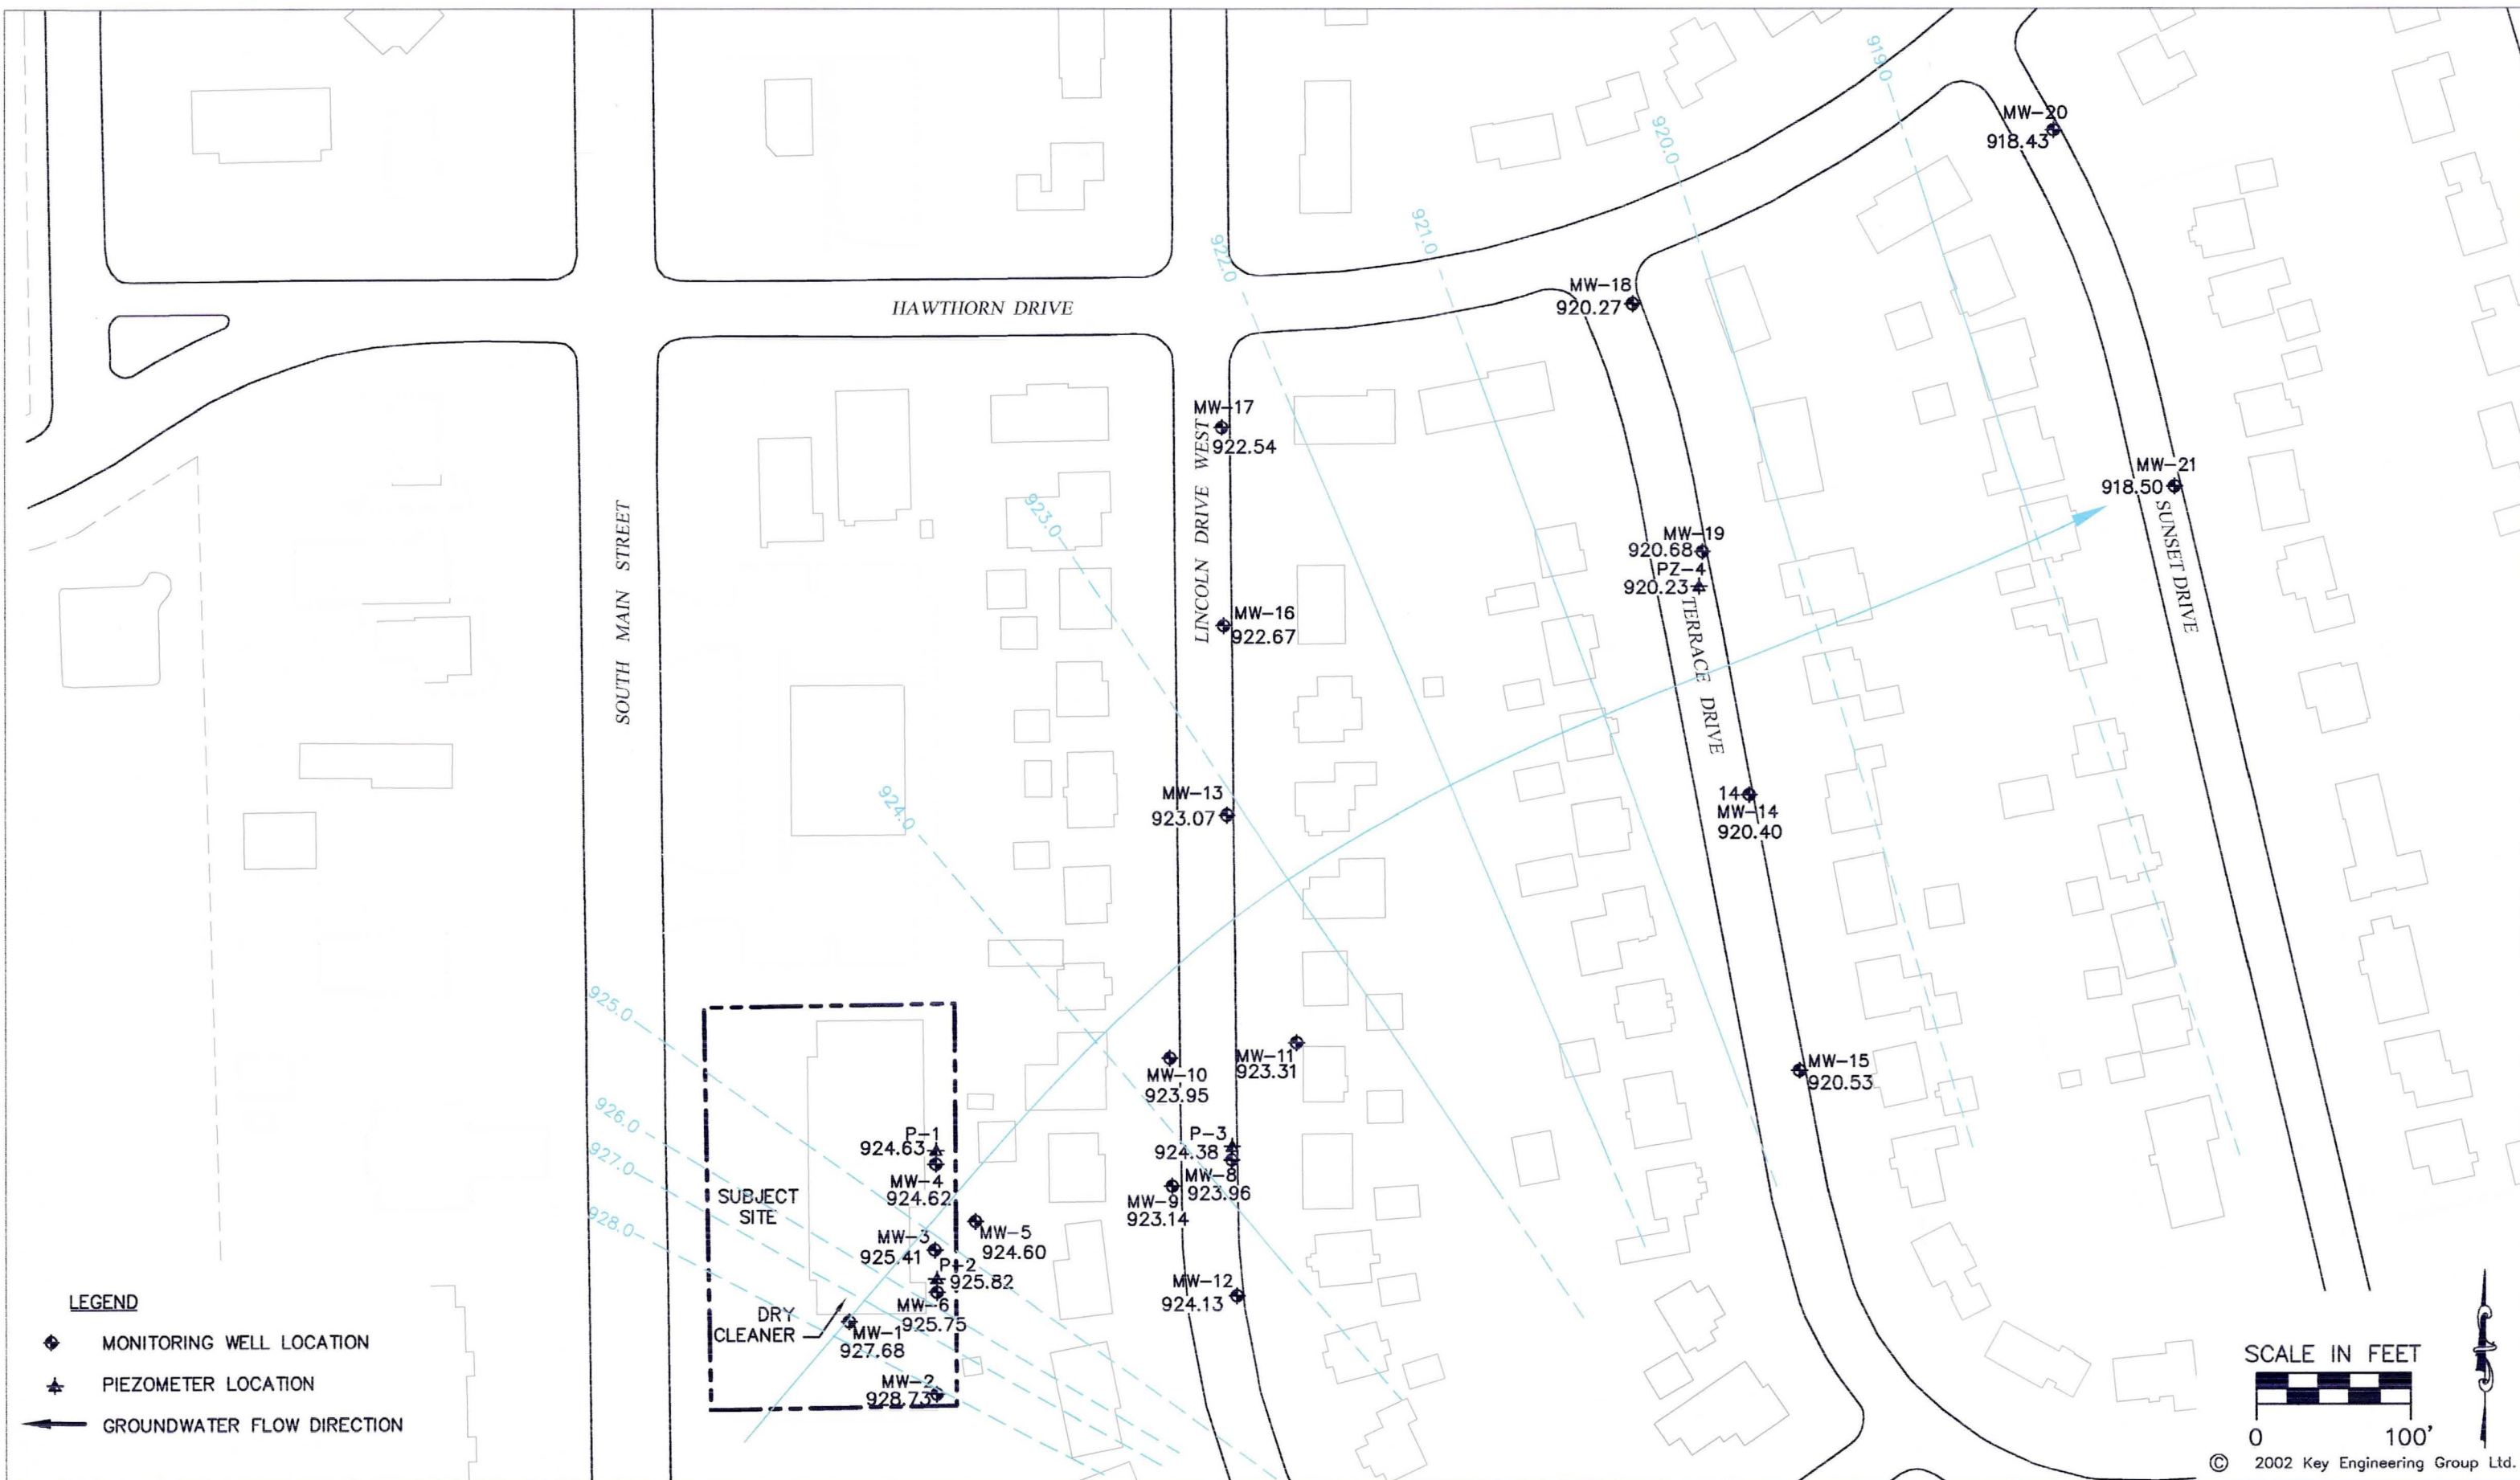 919.0
MW-20
918.43
920.0
921.0
922.0
MW-18
920.27
HAWTHORN DRIVE
MW-17
922.54
LINCOLN DRIVE WEST
SOUTH MAIN STREET
923.0
MW-21
918.50
SUNSET DRIVE
MW-19
920.68
PZ-4
920.23
TERRACE DRIVE
MW-16
922.67
MW-13
923.07
924.0
14
MW-14
920.40
925.0
926.0
927.0
928.0
MW-10
923.95
MW-11
923.31
MW-15
920.53
P-1
924.63
MW-4
924.62
P-3
924.38
MW-8
923.96
MW-9
923.14
SUBJECT
SITE
MW-5
924.60
MW-3
925.41
P-2
925.82
MW-6
925.75
MW-12
924.13
DRY
CLEANER
MW-1
927.68
MW-2
928.73
LEGEND
MONITORING WELL LOCATION
PIEZOMETER LOCATION
GROUNDWATER FLOW DIRECTION
SCALE IN FEET
0 100'
© 2002 Key Engineering Group Ltd.